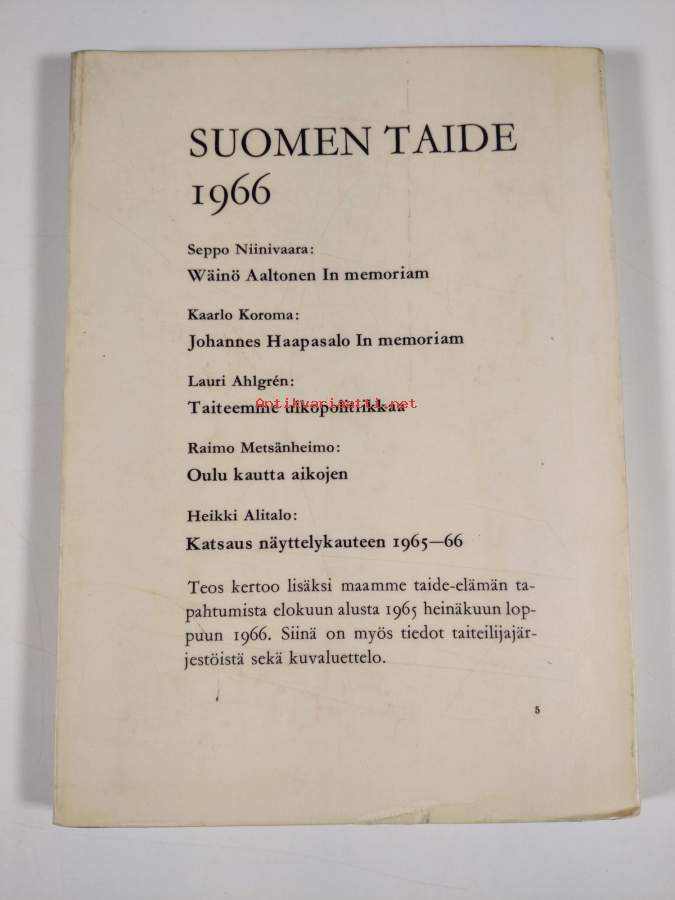 SUOMEN TAIDE
1966
Seppo Niinivaara:
Wäinö Aaltonen In memoriam
Kaarlo Koroma:
Johannes Haapasalo In memoriam
Lauri Ahlgrén:
Antikvariaatti.net
Taiteemme ulkopolitiikkaa
Raimo Metsänheimo:
Oulu kautta aikojen
Heikki Alitalo:
Katsaus näyttelykauteen 1965—66
Teos kertoo lisäksi maamme taide-elämän ta-
pahtumista elokuun alusta 1965 heinäkuun lop-
puun 1966. Siinä on myös tiedot taiteilijajär-
jestöistä sekä kuvaluettelo.
5